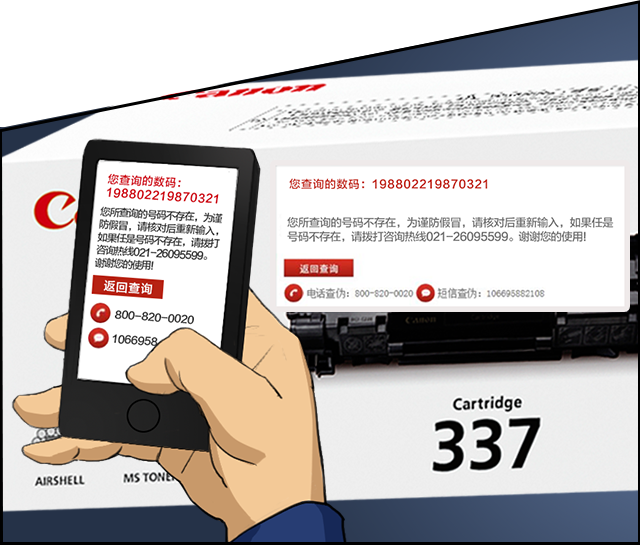 Canon
您查询的数码：
198802219870321
您所查询的号码不存在，为谨
防假冒，请核对后重新输入，
如果任是号码不存在，请拨打
咨询热线021-26095599。
谢谢您的使用!
返回查询
800-820-0020
1066958
您查询的数码：198802219870321
您所查询的号码不存在，为谨防假冒，请核对后重新输入，如果任是
号码不存在，请拨打咨询热线021-26095599。谢谢您的使用!
返回查询
电话查伪：800-820-0020 短信查伪：106695882108
Cartridge
337
AIRSHELL MS TONE